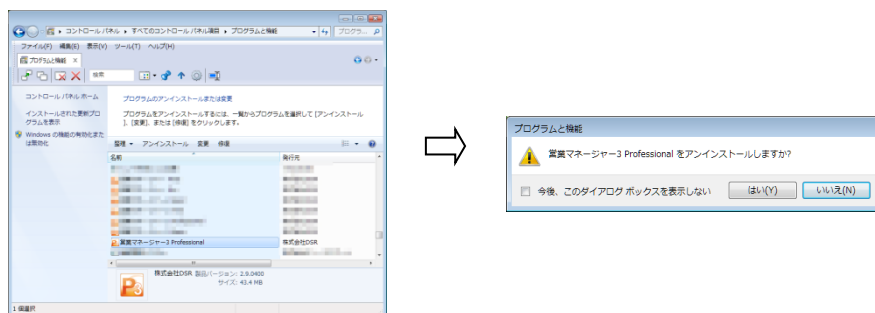 コントロール パネル ▸ すべてのコントロール パネル項目 ▸ プログラムと機能
プログラ...
ファイル(F) 編集(E) 表示(V) ツール(T) ヘルプ(H)
プログラムと機能 ×
検索
コントロール パネル ホーム
インストールされた更新プロ
グラムを表示
Windows の機能の有効化また
は無効化
プログラムのアンインストールまたは変更
プログラムをアンインストールするには、一覧からプログラムを選択して [アンインストール
]、[変更]、または [修復] をクリックします。
整理 アンインストール 変更 修復
名前 発行元
営業マネージャー3 Professional 株式会社DSR
株式会社DSR 製品バージョン: 2.9.0400
サイズ: 43.4 MB
1 個選択
プログラムと機能
営業マネージャー3 Professional をアンインストールしますか?
今後、このダイアログ ボックスを表示しない はい(Y) いいえ(N)